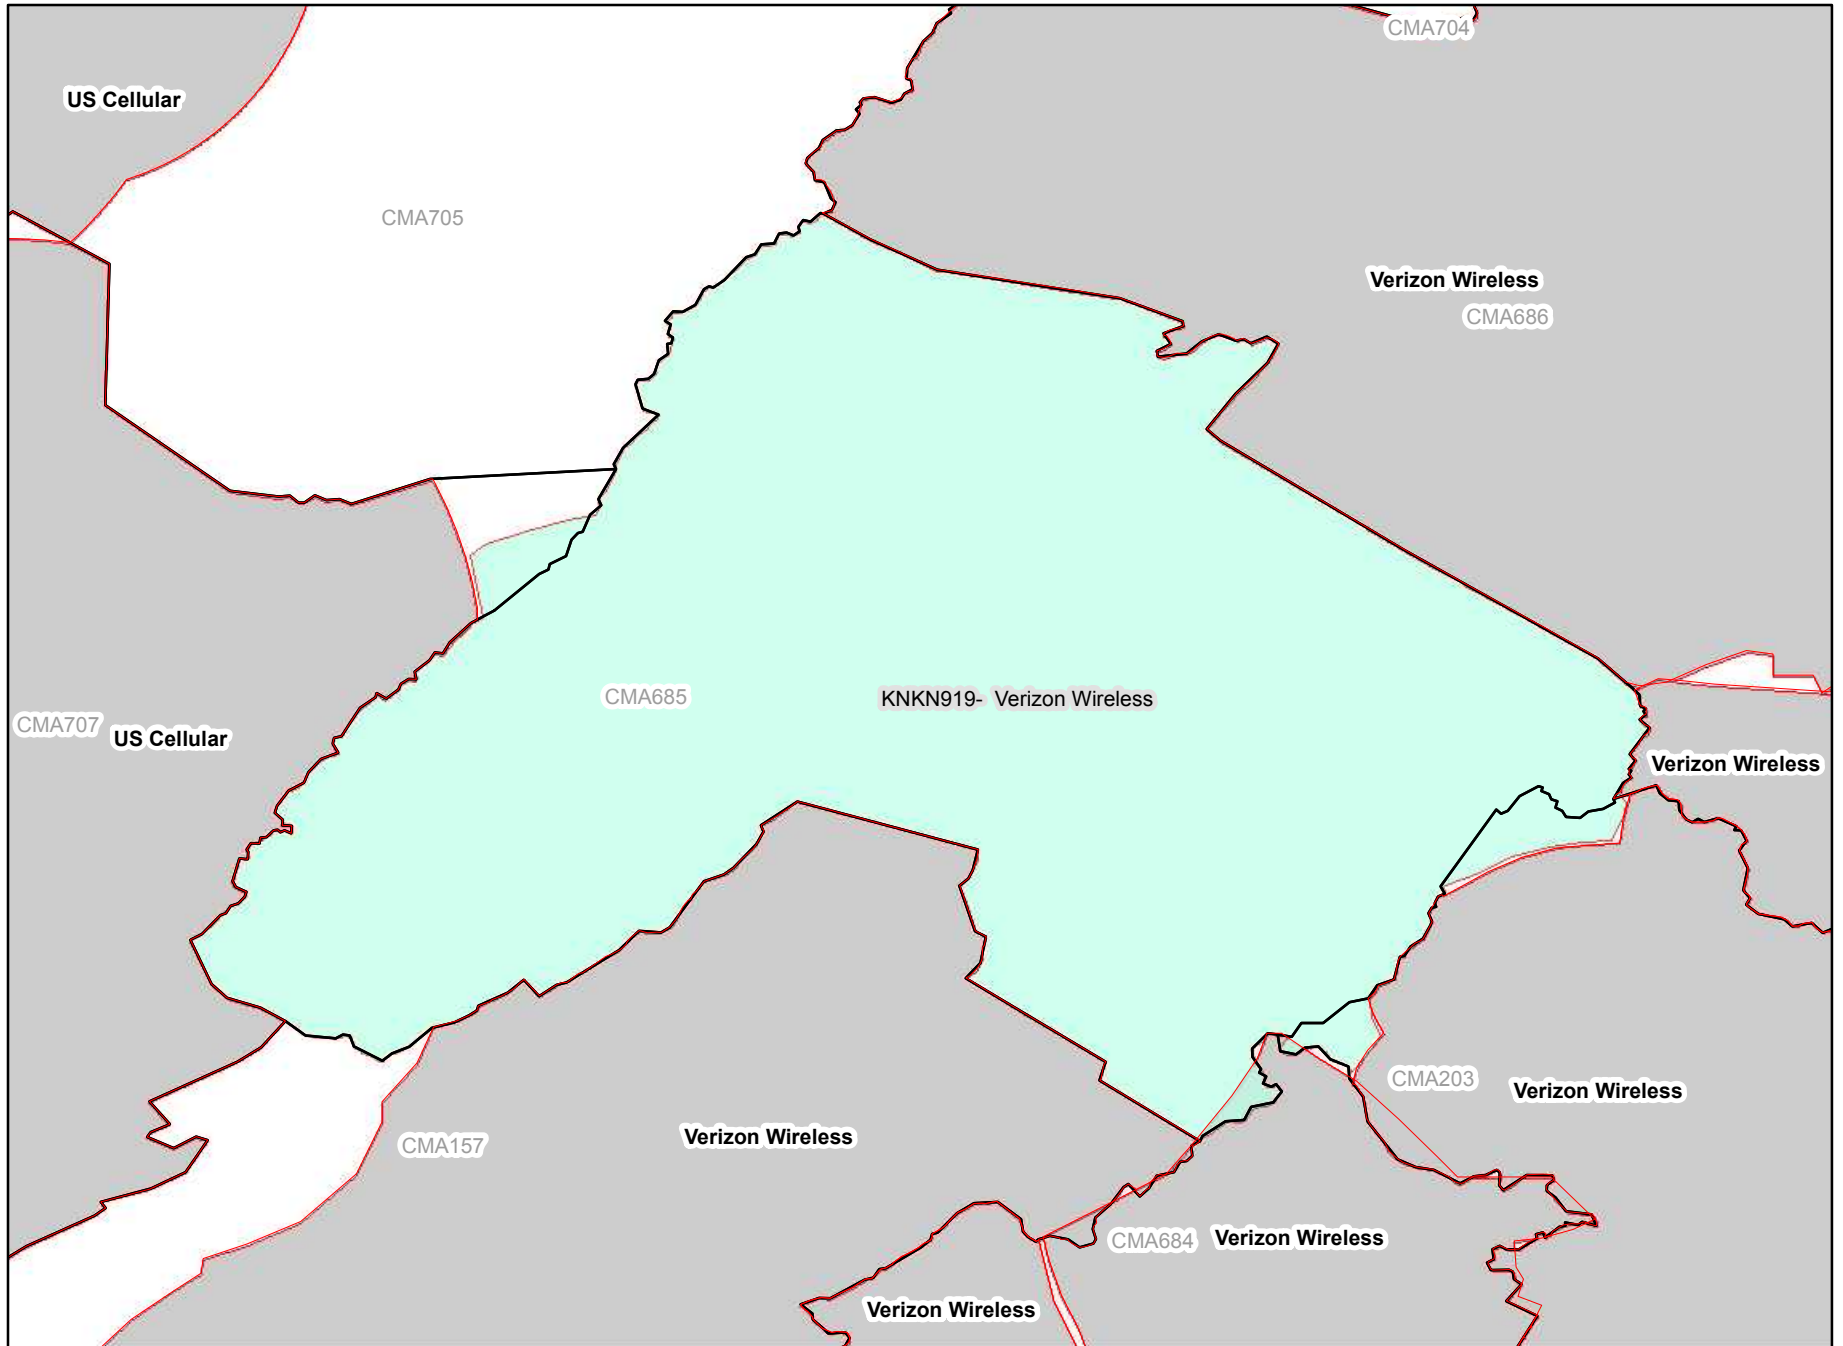 CMA704
US Cellular
CMA705
Verizon Wireless
CMA686
CMA685
KNKN919-  Verizon Wireless
CMA707
US Cellular
Verizon Wireless
CMA203
Verizon Wireless
Verizon Wireless
CMA157
CMA684
Verizon Wireless
Verizon Wireless